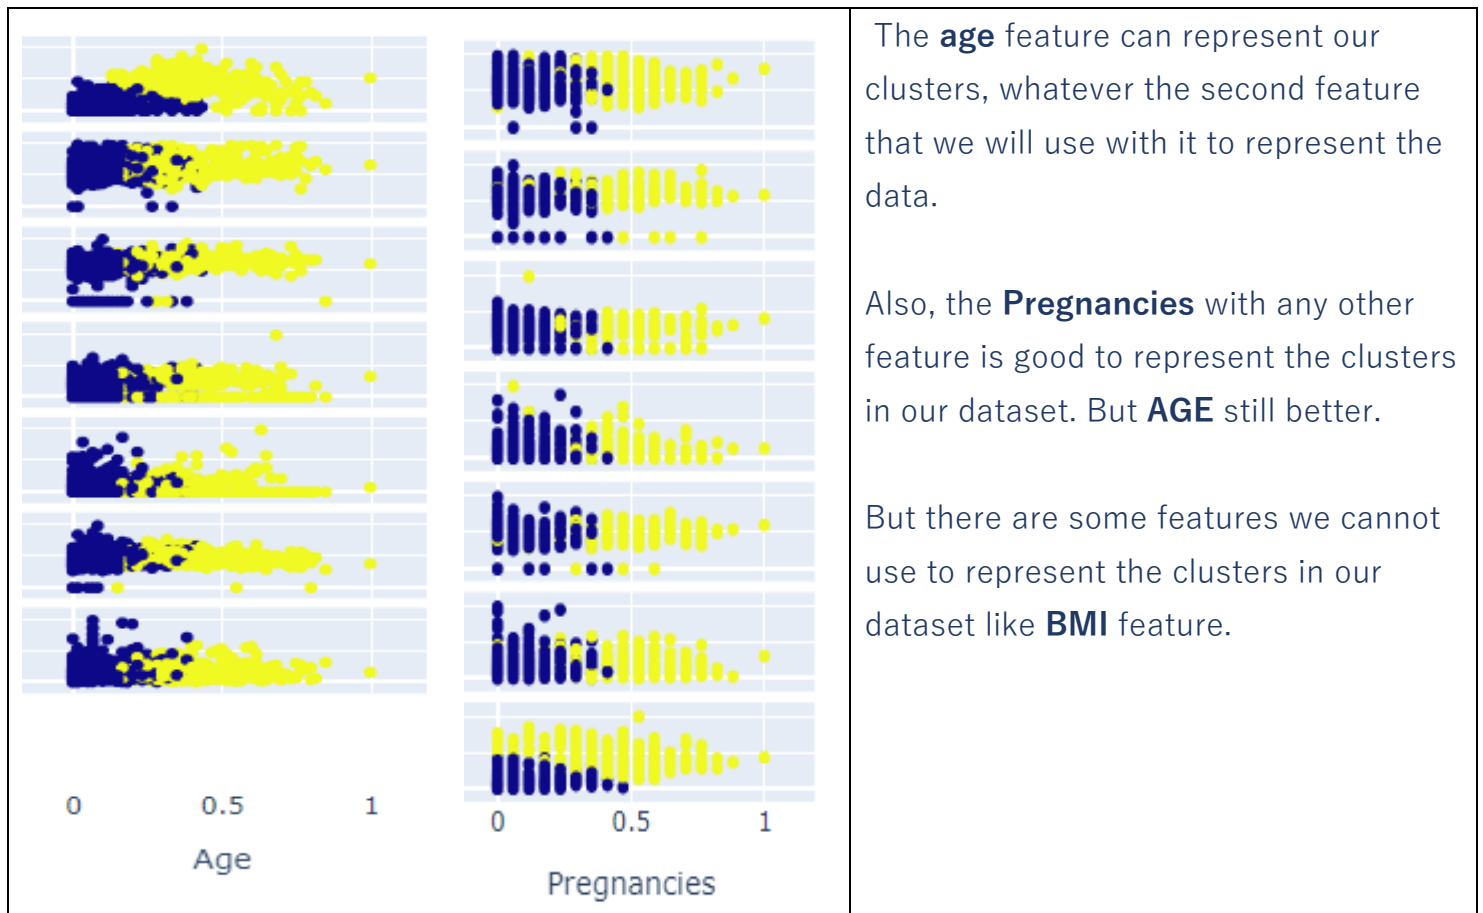 0 0.5 1
Age
0 0.5 1
Pregnancies
The age feature can represent our
clusters, whatever the second feature
that we will use with it to represent the
data.
Also, the Pregnancies with any other
feature is good to represent the clusters
in our dataset. But AGE still better.
But there are some features we cannot
use to represent the clusters in our
dataset like BMI feature.